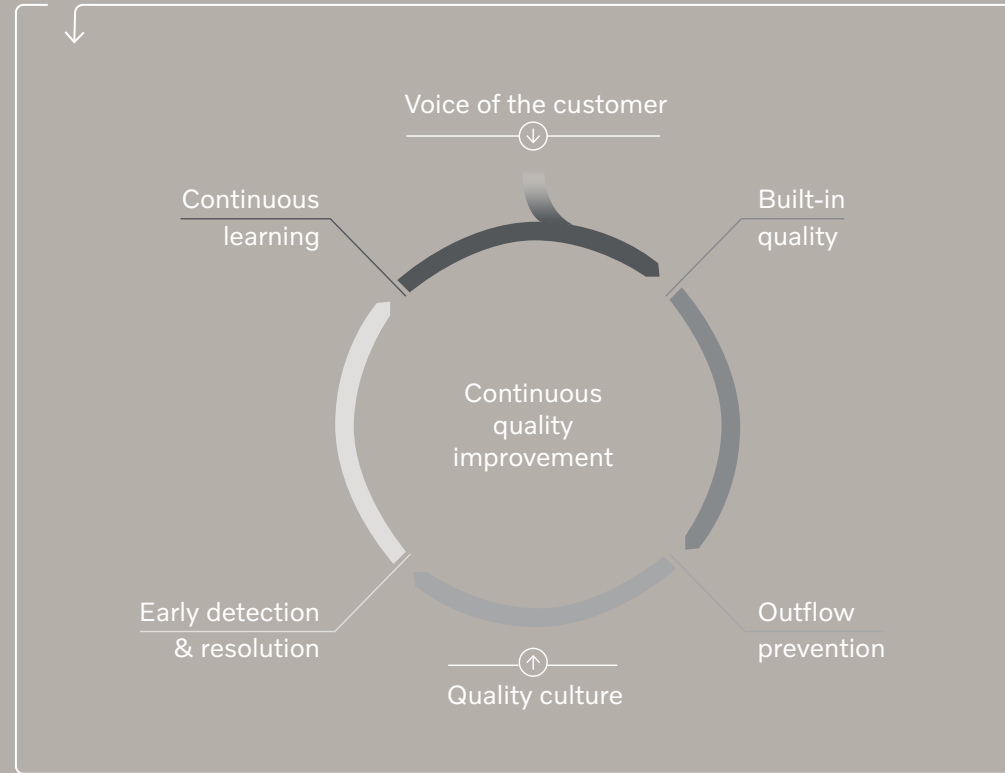 Voice of the customer
Continuous
learning
Built-in
quality
Continuous
quality
improvement
Early detection
& resolution
Outflow
prevention
Quality culture